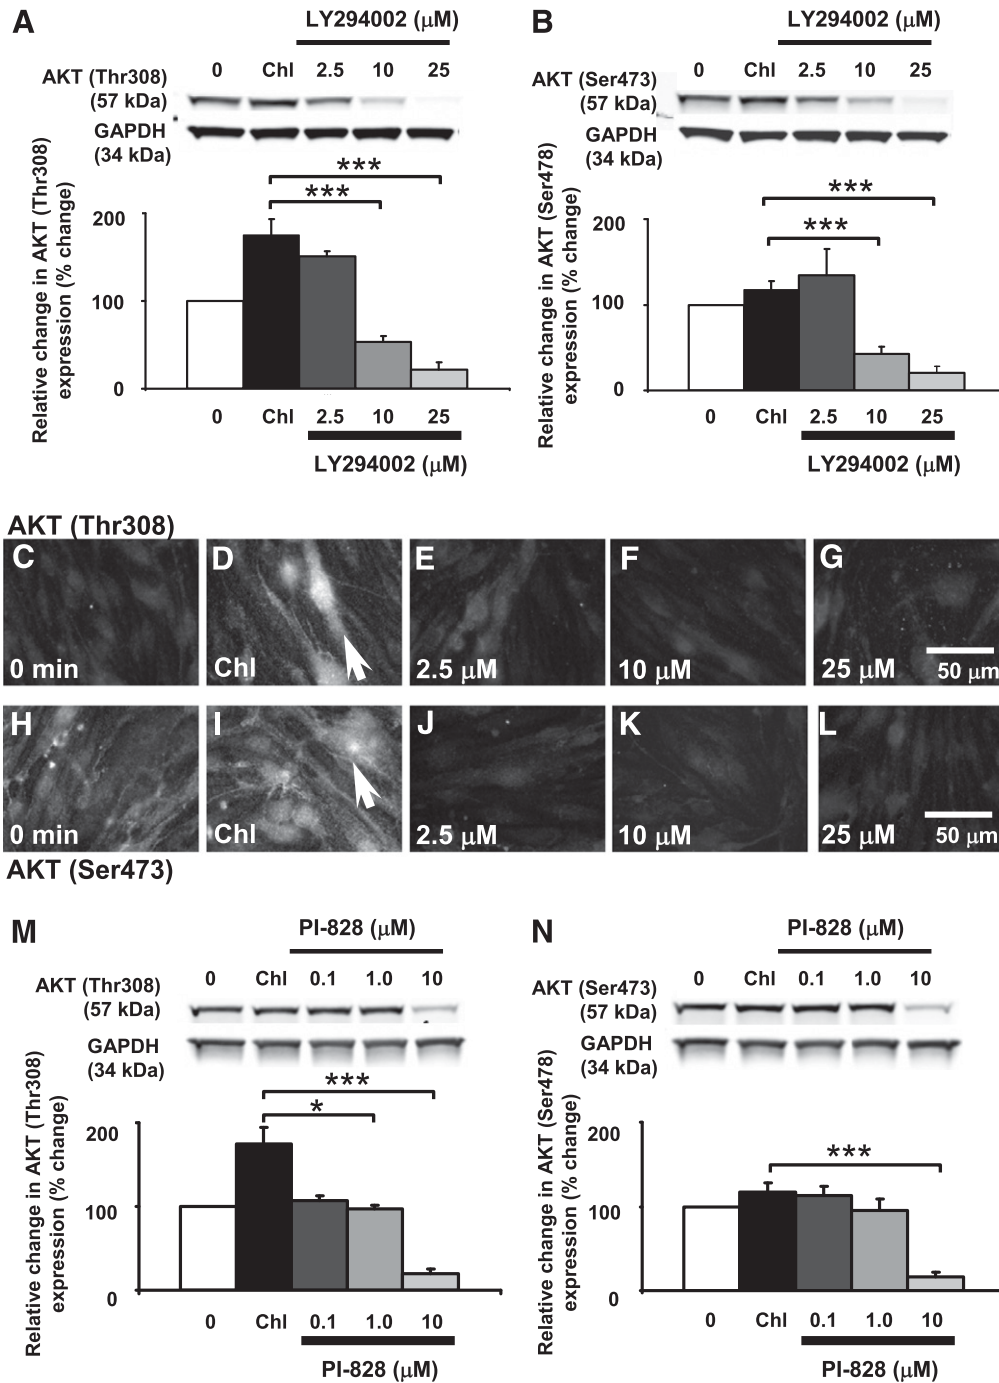 A
LY294002 (μM)
AKT (Thr308)
(57 kDa)
0 Chl 2.5 10 25
GAPDH
(34 kDa)
***
***
Relative change in AKT (Thr308)
expression (% change)
200
100
0
0 Chl 2.5 10 25
LY294002 (μM)
B
LY294002 (μM)
AKT (Ser473)
(57 kDa)
0 Chl 2.5 10 25
GAPDH
(34 kDa)
***
***
Relative change in AKT (Ser478)
expression (% change)
200
100
0
0 Chl 2.5 10 25
LY294002 (μM)
AKT (Thr308)
C D E F G
0 min Chl 2.5 μM 10 μM 25 μM 50 μm
H I J K L
0 min Chl 2.5 μM 10 μM 25 μM 50 μm
AKT (Ser473)
M
PI-828 (μM)
AKT (Thr308)
(57 kDa)
0 Chl 0.1 1.0 10
GAPDH
(34 kDa)
***
*
Relative change in AKT (Thr308)
expression (% change)
200
100
0
0 Chl 0.1 1.0 10
PI-828 (μM)
N
PI-828 (μM)
AKT (Ser473)
(57 kDa)
0 Chl 0.1 1.0 10
GAPDH
(34 kDa)
***
Relative change in AKT (Ser478)
expression (% change)
200
100
0
0 Chl 0.1 1.0 10
PI-828 (μM)